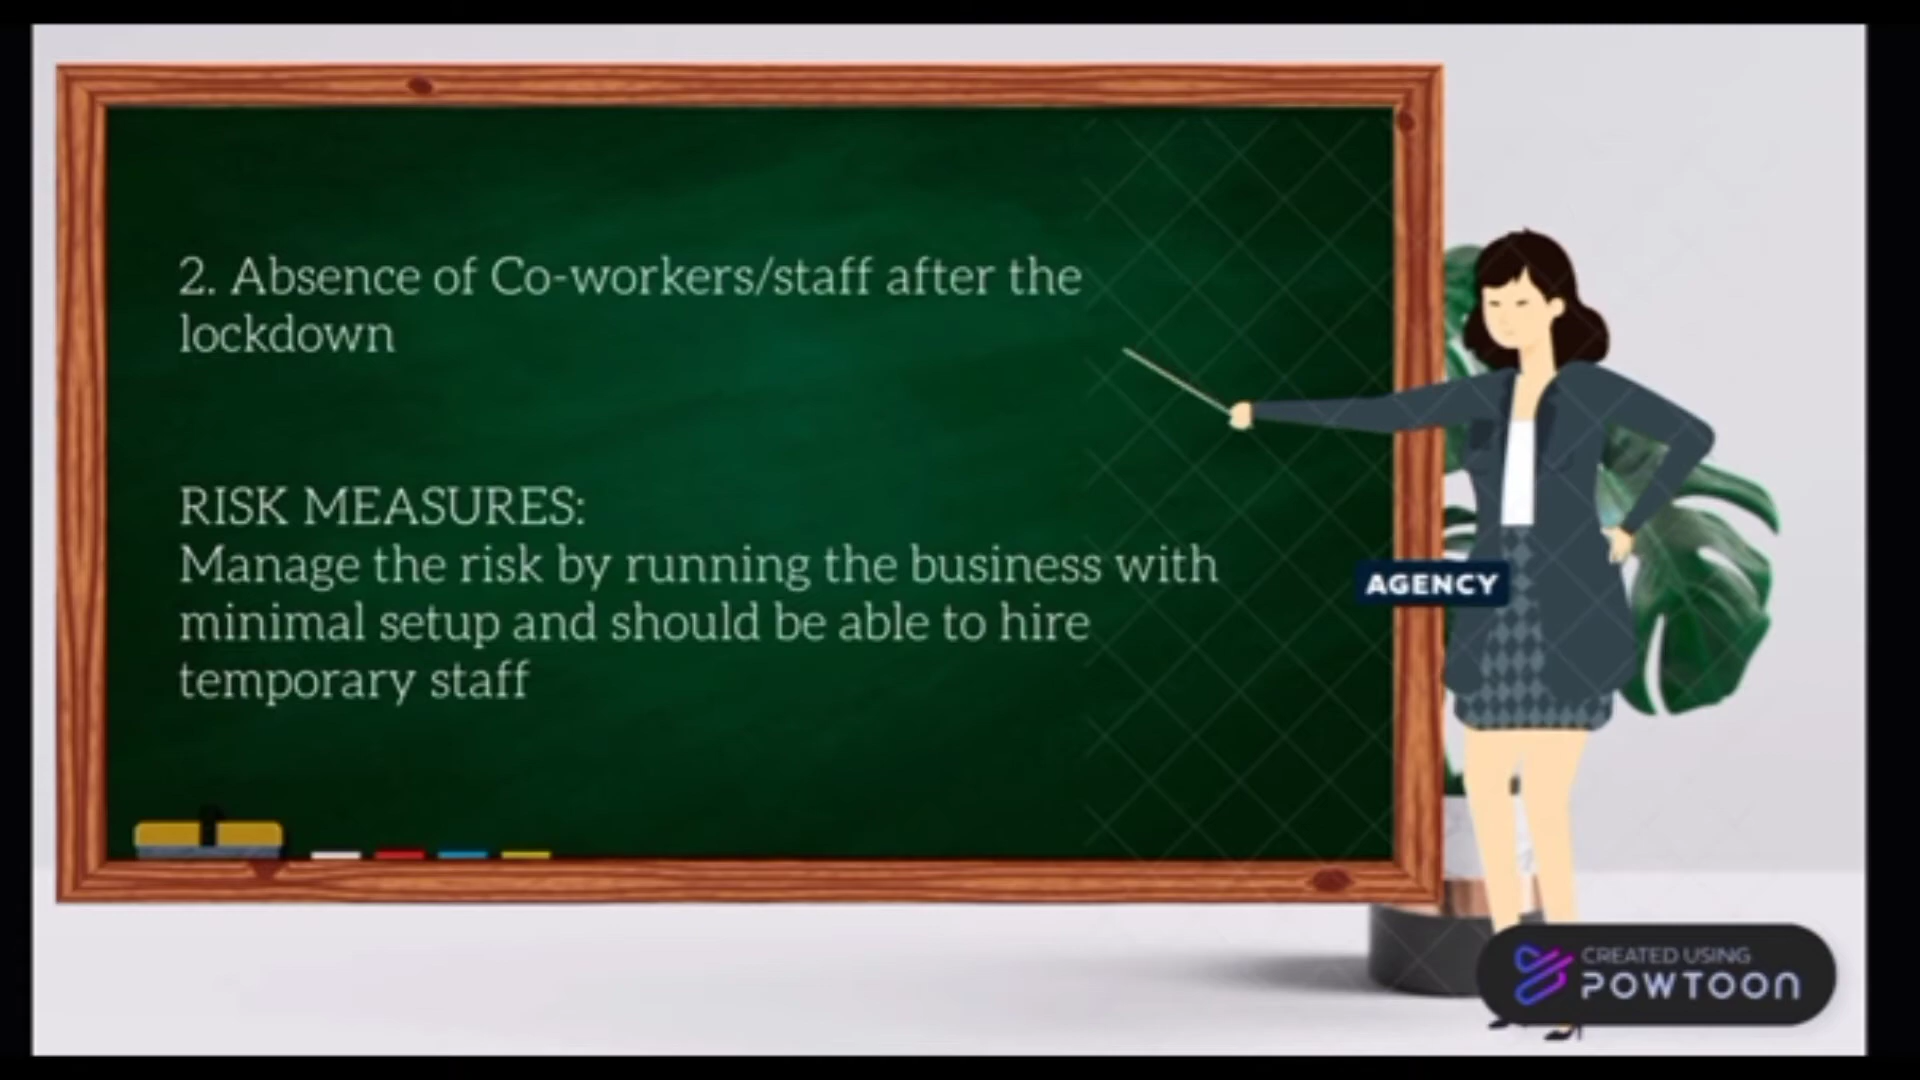 2. Absence of Co-workers/staff after the
lockdown
RISK MEASURES:
Manage the risk by running the business with
minimal setup and should be able to hire
temporary staff
AGENCY
CREATED USING
POWTOON